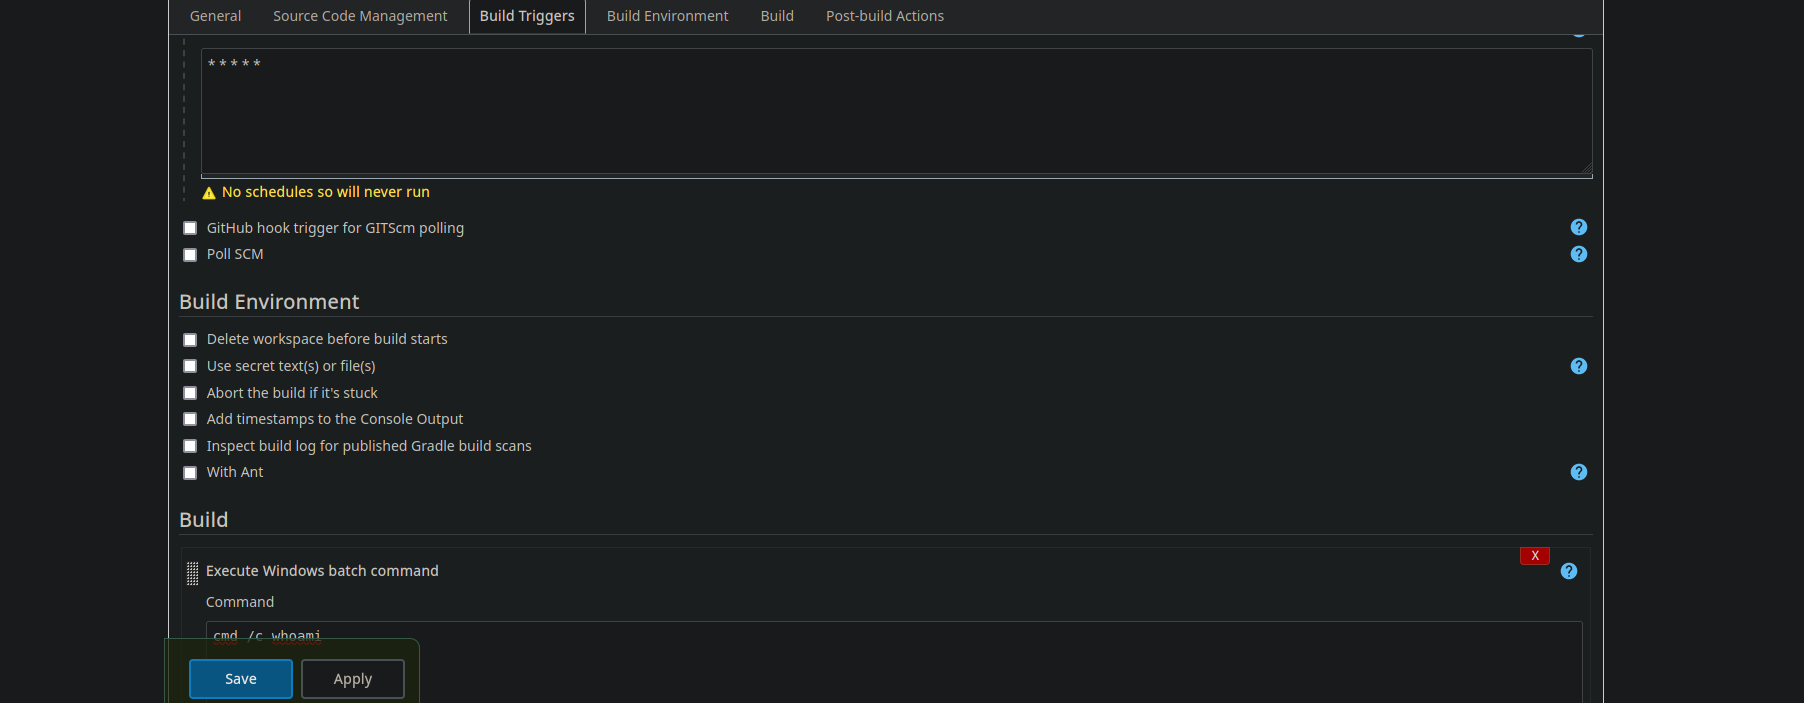 General Source Code Management Build Triggers Build Environment Build Post-build Actions
* * * * *
No schedules so will never run
GitHub hook trigger for GITScm polling
Poll SCM
Build Environment
Delete workspace before build starts
Use secret text(s) or file(s)
Abort the build if it's stuck
Add timestamps to the Console Output
Inspect build log for published Gradle build scans
With Ant
Build
X
Execute Windows batch command
Command
cmd /c whoami
Save Apply